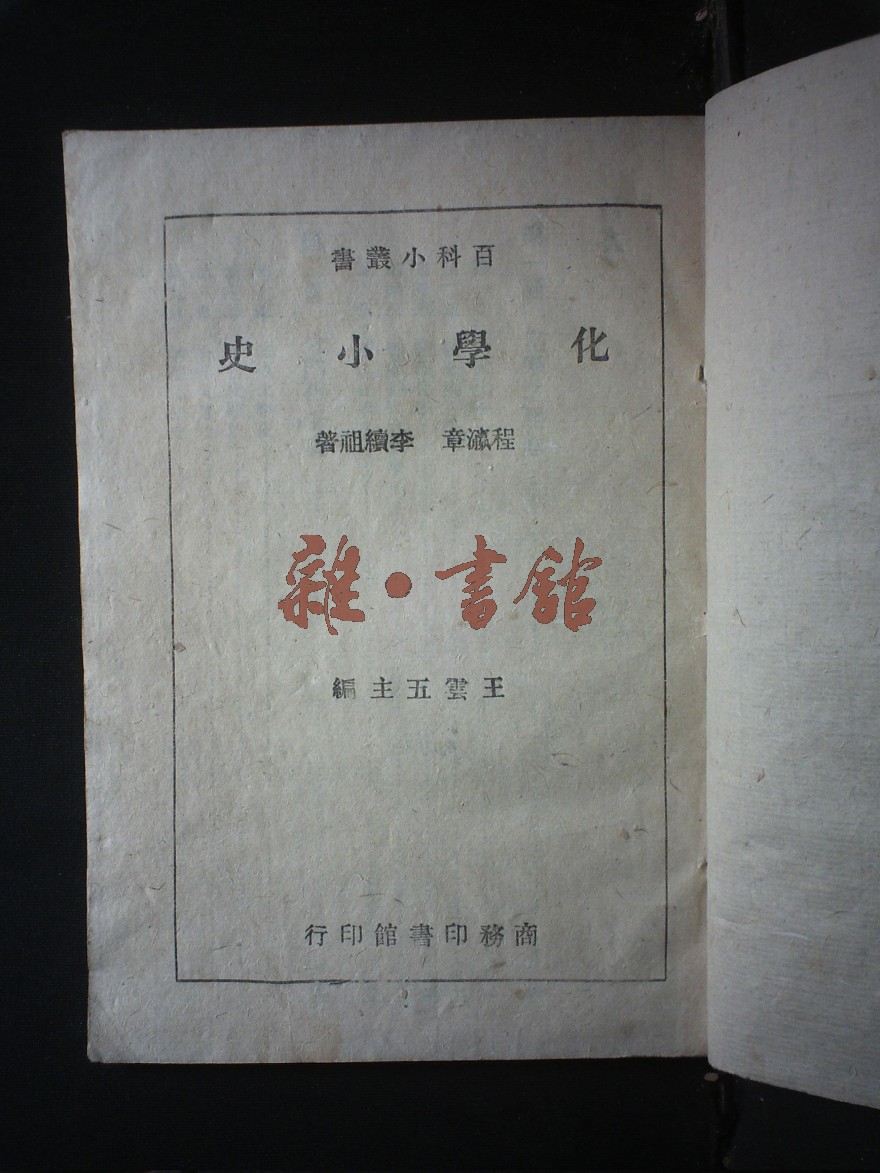 百科小叢書
化學小史
程瀛章 李續祖著
雜·書館
王雲五主編
商務印書館印行